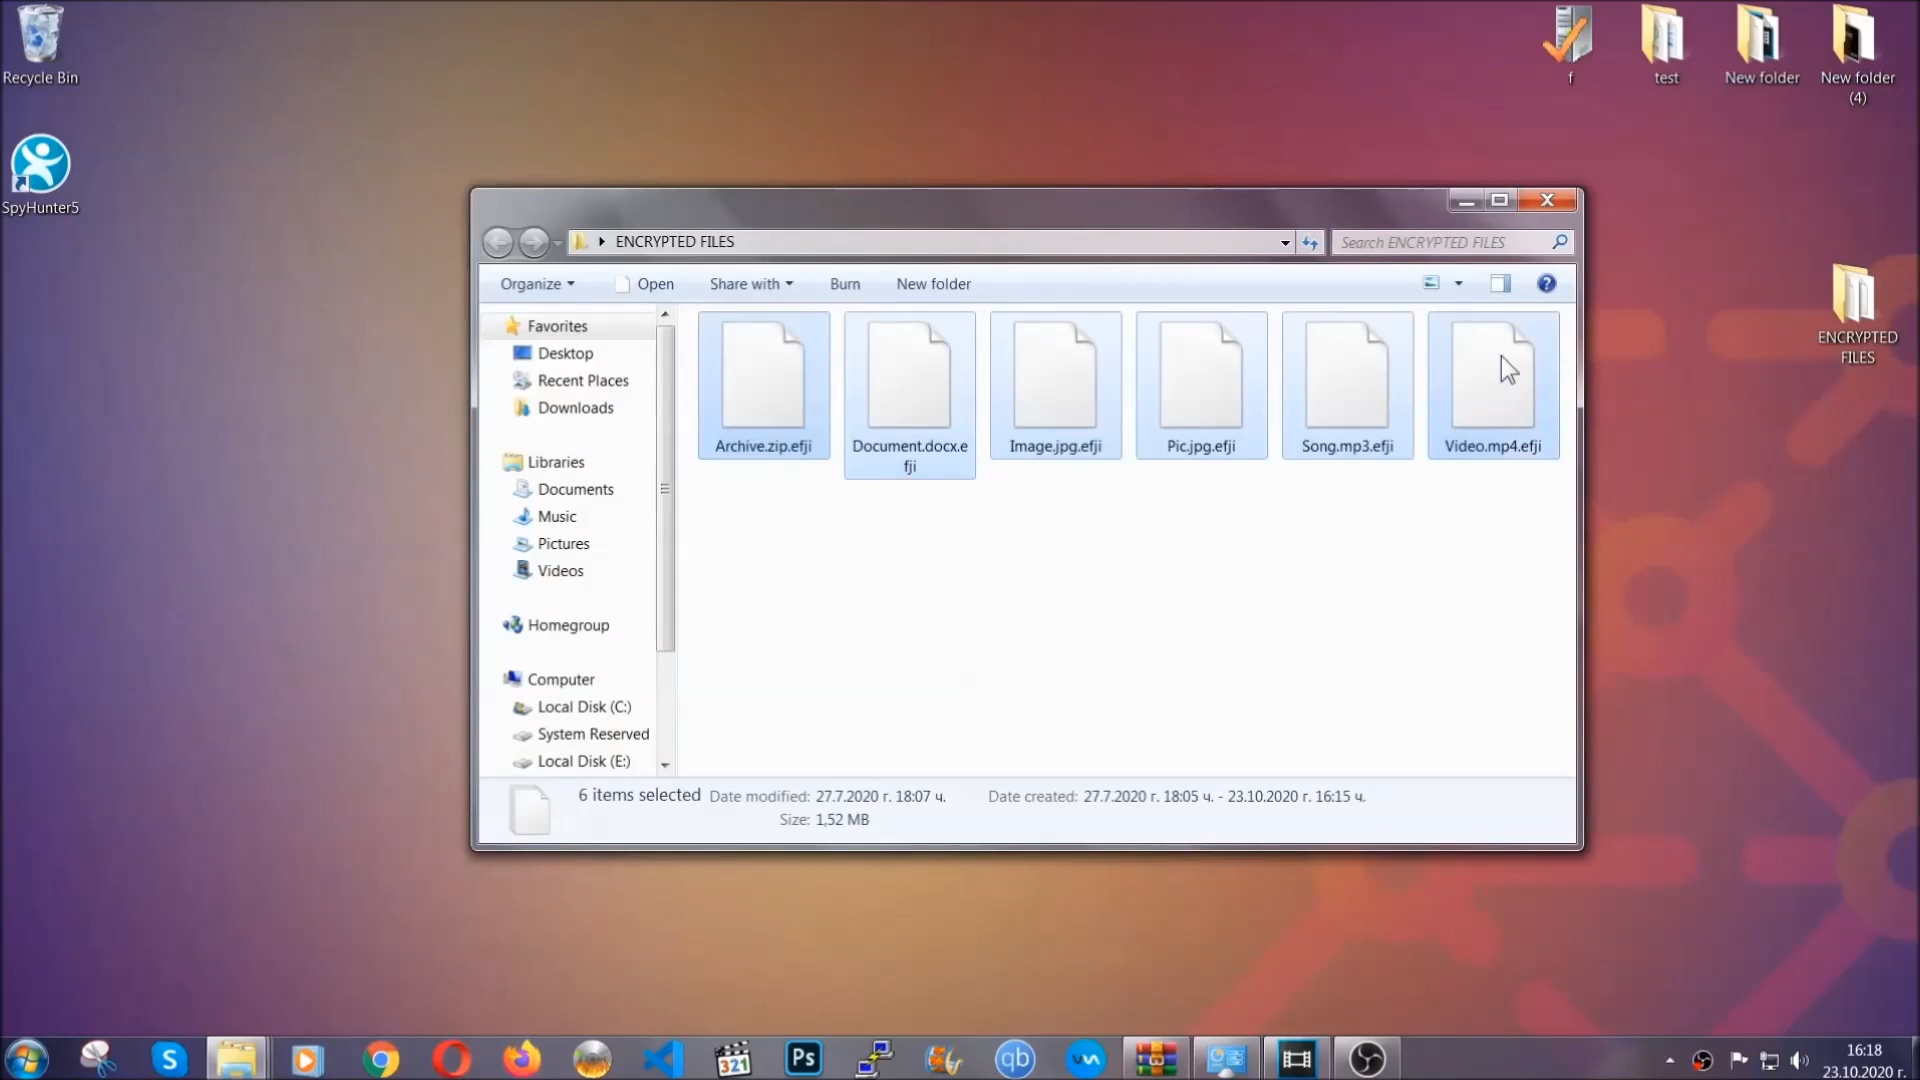 Recycle Bin
SpyHunter5
f
test
New folder
New folder
(4)
ENCRYPTED
FILES
ENCRYPTED FILES
Search ENCRYPTED FILES
Organize
Open
Share with
Burn
New folder
Favorites
Desktop
Recent Places
Downloads
Libraries
Documents
Music
Pictures
Videos
Homegroup
Computer
Local Disk (C:)
System Reserved
Local Disk (E:)
Archive.zip.efji
Document.docx.e
fji
Image.jpg.efji
Pic.jpg.efji
Song.mp3.efji
Video.mp4.efji
6 items selected Date modified: 27.7.2020 г. 18:07 ч. Date created: 27.7.2020 г. 18:05 ч. - 23.10.2020 г. 16:15 ч.
Size: 1,52 MB
S
321
Ps
qb
16:18
23.10.2020 г.